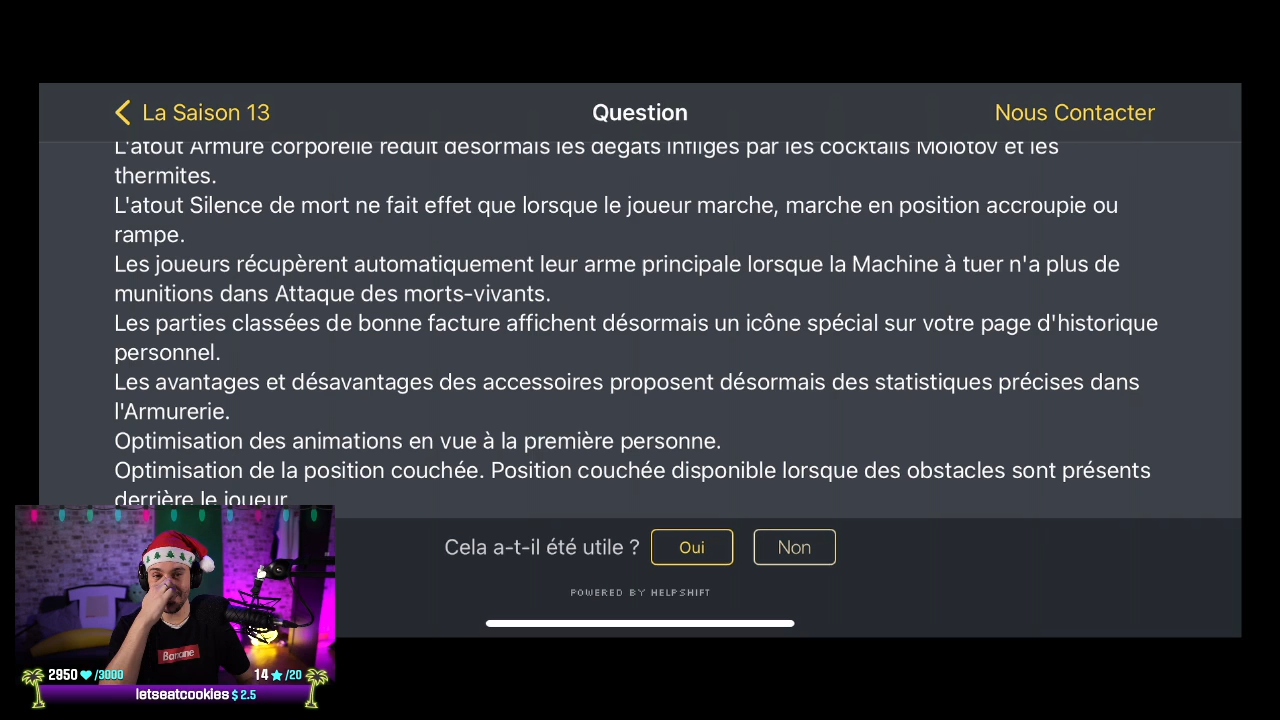 La Saison 13
Question
Nous Contacter
L'atout Armure corporelle réduit désormais les dégâts infligés par les cocktails Molotov et les
thermites.
L'atout Silence de mort ne fait effet que lorsque le joueur marche, marche en position accroupie ou
rampe.
Les joueurs récupèrent automatiquement leur arme principale lorsque la Machine à tuer n'a plus de
munitions dans Attaque des morts-vivants.
Les parties classées de bonne facture affichent désormais un icône spécial sur votre page d'historique
personnel.
Les avantages et désavantages des accessoires proposent désormais des statistiques précises dans
l'Armurerie.
Optimisation des animations en vue à la première personne.
Optimisation de la position couchée. Position couchée disponible lorsque des obstacles sont présents
derrière le joueur
Cela a-t-il été utile ?
Oui
Non
POWERED BY HELPSHIFT
Banane
2950 /3000
14 /20
letseatcookies $ 2.5